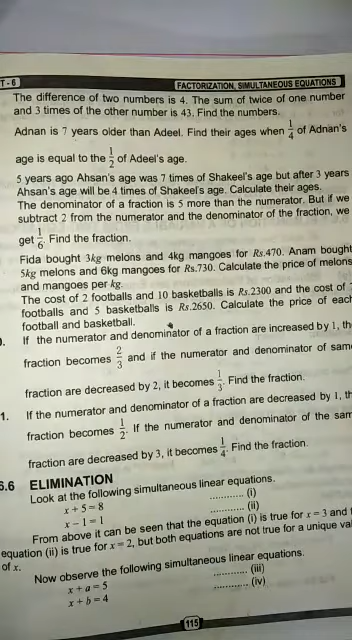 T - 6
FACTORIZATION, SIMULTANEOUS EQUATIONS
The difference of two numbers is 4. The sum of twice of one number
and 3 times of the other number is 43. Find the numbers.
Adnan is 7 years older than Adeel. Find their ages when 1/4 of Adnan's
age is equal to the 1/2 of Adeel's age.
5 years ago Ahsan's age was 7 times of Shakeel's age but after 3 years
Ahsan's age will be 4 times of Shakeel's age. Calculate their ages.
The denominator of a fraction is 5 more than the numerator. But if we
subtract 2 from the numerator and the denominator of the fraction, we
get 1/6. Find the fraction.
Fida bought 3kg melons and 4kg mangoes for Rs.470. Anam bought
5kg melons and 6kg mangoes for Rs.730. Calculate the price of melons
and mangoes per kg.
The cost of 2 footballs and 10 basketballs is Rs.2300 and the cost of 7
footballs and 5 basketballs is Rs.2650. Calculate the price of each
football and basketball.
If the numerator and denominator of a fraction are increased by 1, th
fraction becomes 2/3 and if the numerator and denominator of same
fraction are decreased by 2, it becomes 1/3. Find the fraction.
1. If the numerator and denominator of a fraction are decreased by 1, th
fraction becomes 1/2. If the numerator and denominator of the sam
fraction are decreased by 3, it becomes 1/4. Find the fraction.
6.6 ELIMINATION
Look at the following simultaneous linear equations.
x + 5 = 8 ............ (i)
x − 1 = 1 ............ (ii)
From above it can be seen that the equation (i) is true for x = 3 and
equation (ii) is true for x = 2, but both equations are not true for a unique val
of x.
Now observe the following simultaneous linear equations.
x + a = 5 ............ (iii)
x + b = 4 ............ (iv)
115